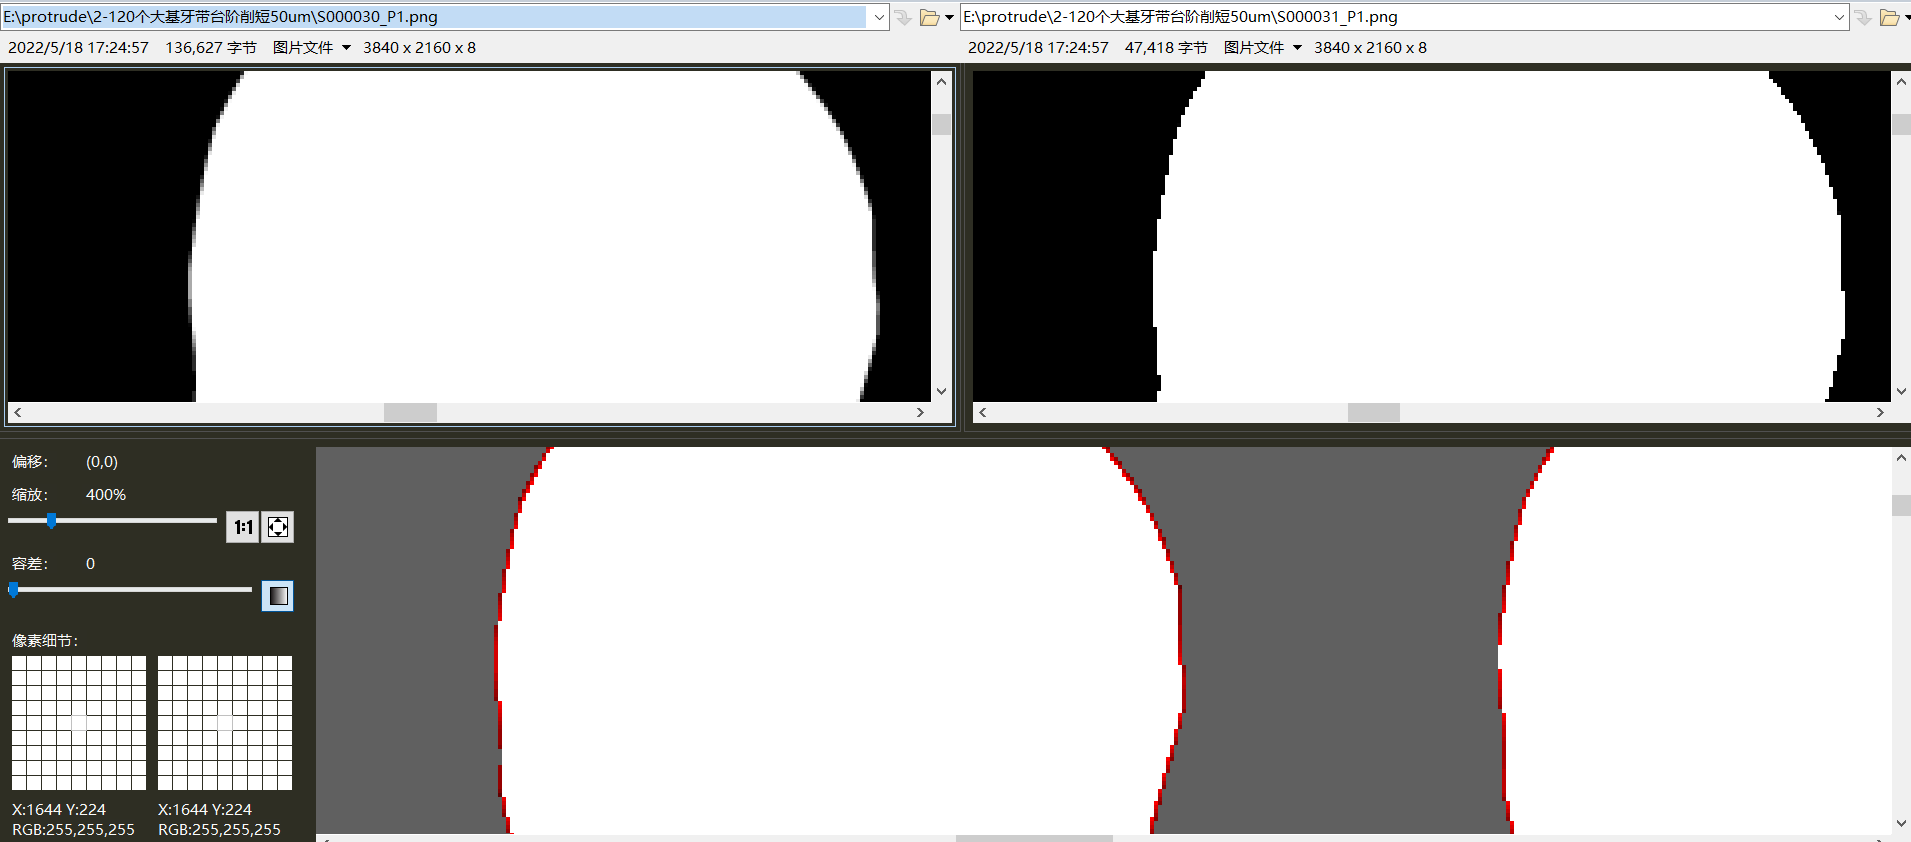 E:\protrude\2-120个大基牙带台阶削短50um\S000030_P1.png
E:\protrude\2-120个大基牙带台阶削短50um\S000031_P1.png
2022/5/18 17:24:57 136,627 字节 图片文件 3840 x 2160 x 8
2022/5/18 17:24:57 47,418 字节 图片文件 3840 x 2160 x 8
偏移： (0,0)
缩放： 400%
1:1
容差： 0
像素细节：
X:1644 Y:224 X:1644 Y:224
RGB:255,255,255 RGB:255,255,255